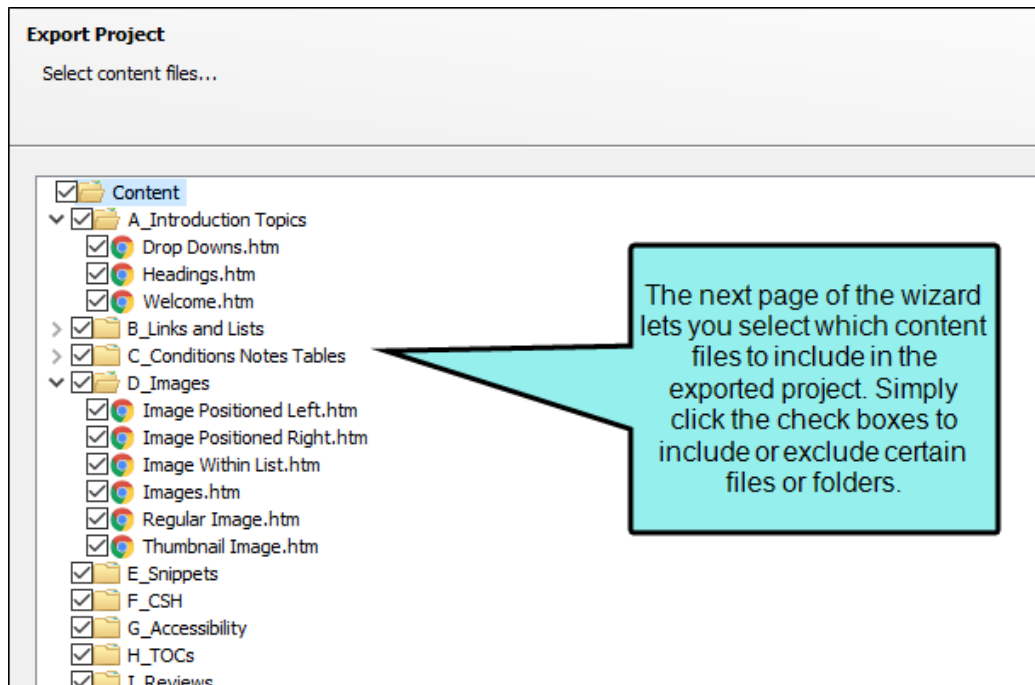 Export Project
Select content files...
Content
A_Introduction Topics
Drop Downs.htm
Headings.htm
Welcome.htm
B_Links and Lists
C_Conditions Notes Tables
D_Images
Image Positioned Left.htm
Image Positioned Right.htm
Image Within List.htm
Images.htm
Regular Image.htm
Thumbnail Image.htm
E_Snippets
F_CSH
G_Accessibility
H_TOCs
I_Reviews
The next page of the wizard
lets you select which content
files to include in the
exported project. Simply
click the check boxes to
include or exclude certain
files or folders.